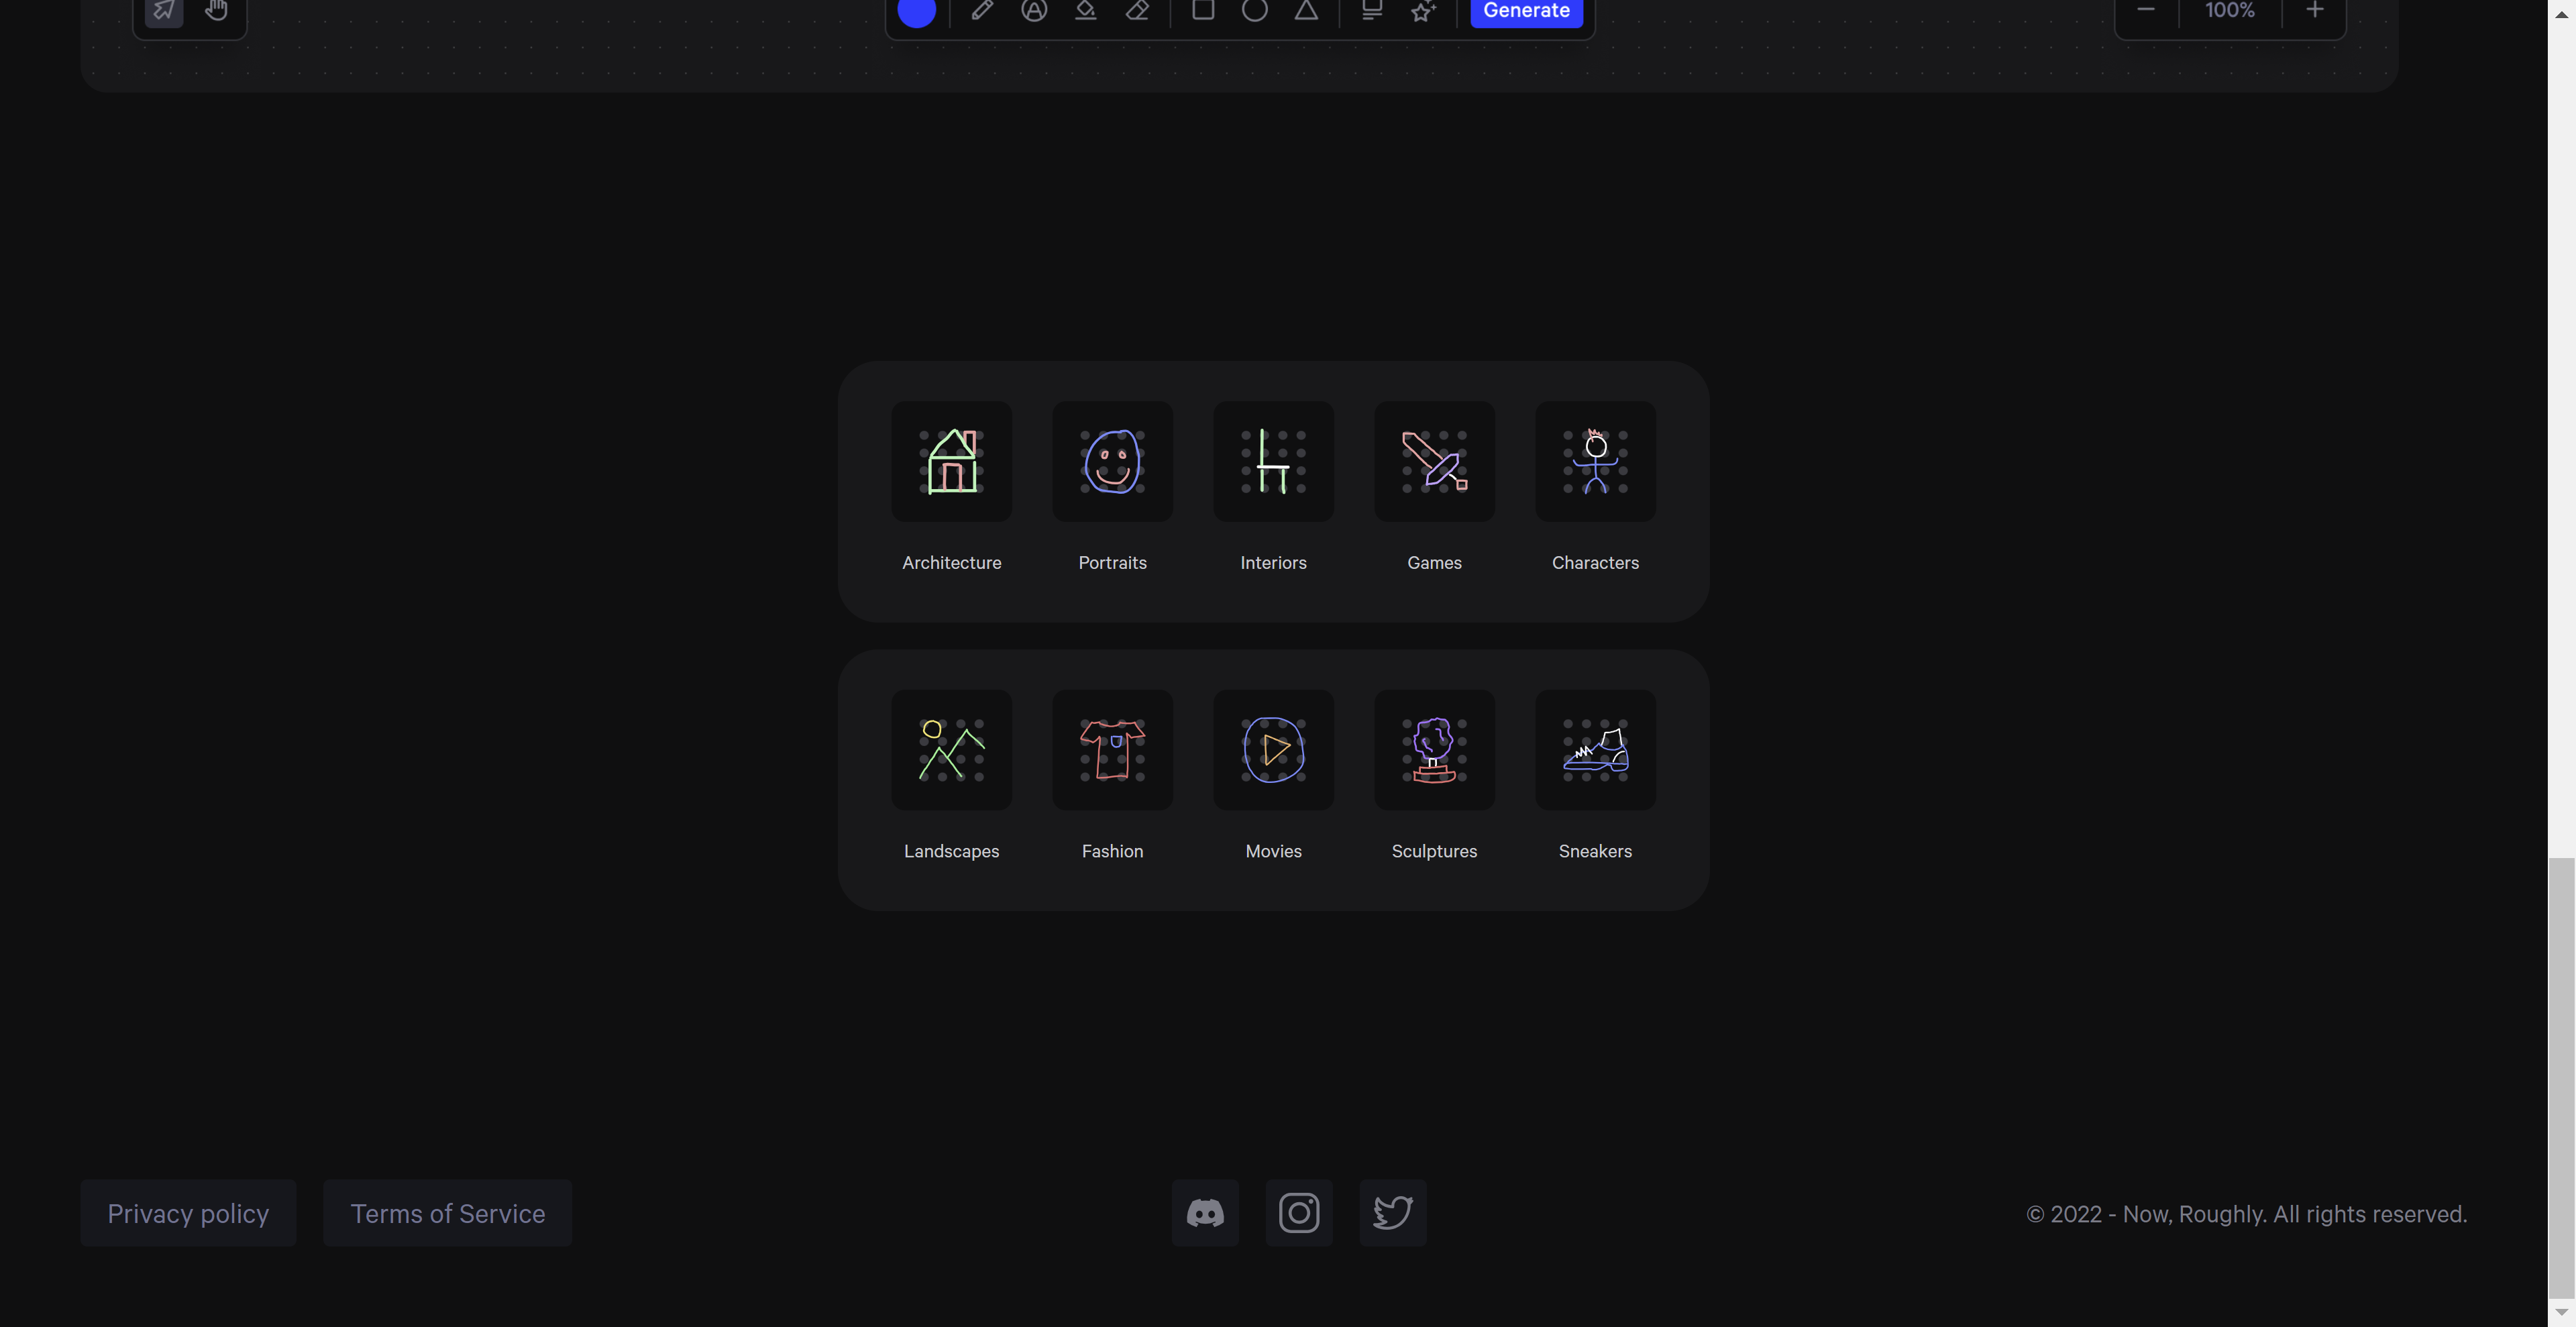 Generate
100%
Architecture
Portraits
Interiors
Games
Characters
Landscapes
Fashion
Movies
Sculptures
Sneakers
Privacy policy
Terms of Service
© 2022 - Now, Roughly. All rights reserved.